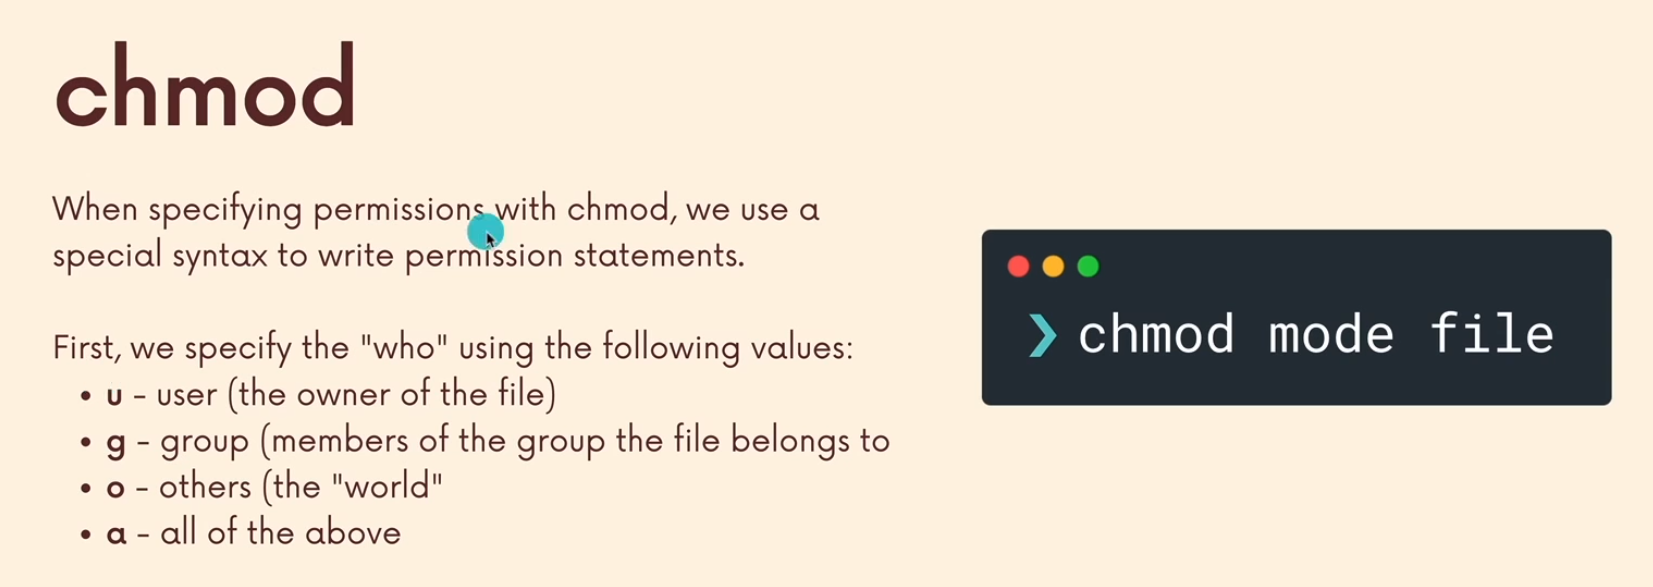 chmod
When specifying permissions with chmod, we use a
special syntax to write permission statements.
First, we specify the "who" using the following values:
• u - user (the owner of the file)
• g - group (members of the group the file belongs to
• o - others (the "world"
• a - all of the above
❯ chmod mode file